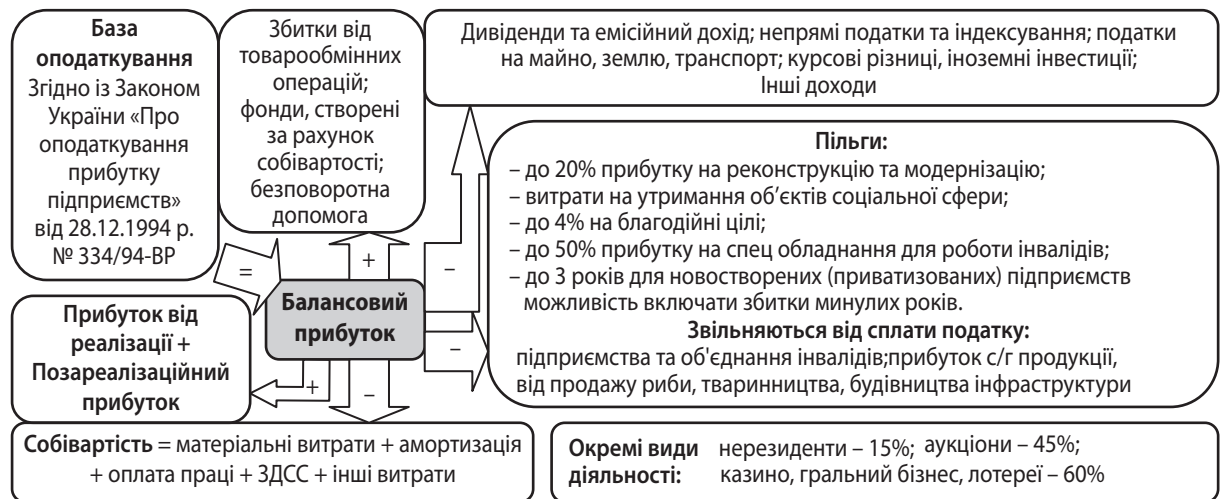 База
оподаткування
Згідно із Законом
України «Про
оподаткування
прибутку
підприємств»
від 28.12.1994 р.
№ 334/94-ВР
Збитки від
товарообмінних
операцій;
фонди, створені
за рахунок
собівартості;
безповоротна
допомога
Дивіденди та емісійний дохід; непрямі податки та індексування; податки
на майно, землю, транспорт; курсові різниці, іноземні інвестиції;
Інші доходи
Пільги:
– до 20% прибутку на реконструкцію та модернізацію;
– витрати на утримання об’єктів соціальної сфери;
– до 4% на благодійні цілі;
– до 50% прибутку на спец обладнання для роботи інвалідів;
– до 3 років для новостворених (приватизованих) підприємств
можливість включати збитки минулих років.
Звільняються від сплати податку:
підприємства та об'єднання інвалідів;прибуток с/г продукції,
від продажу риби, тваринництва, будівництва інфраструктури
=
+
–
Балансовий
прибуток
–
+
–
Прибуток від
реалізації +
Позареалізаційний
прибуток
Собівартість = матеріальні витрати + амортизація
+ оплата праці + ЗДСС + інші витрати
Окремі види нерезиденти – 15%; аукціони – 45%;
діяльності: казино, гральний бізнес, лотереї – 60%